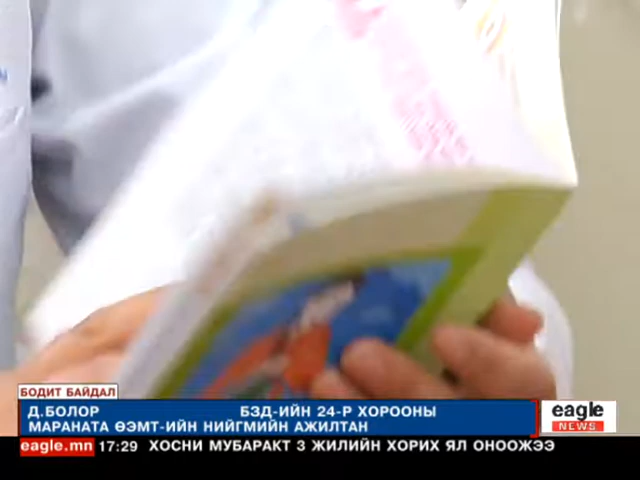 БОДИТ БАЙДАЛ
Д.БОЛОР БЗД-ИЙН 24-Р ХОРООНЫ
МАРАНАТА ӨЭМТ-ИЙН НИЙГМИЙН АЖИЛТАН
eagle
NEWS
eagle.mn 17:29 ХОСНИ МУБАРАКТ 3 ЖИЛИЙН ХОРИХ ЯЛ ОНООЖЭЭ